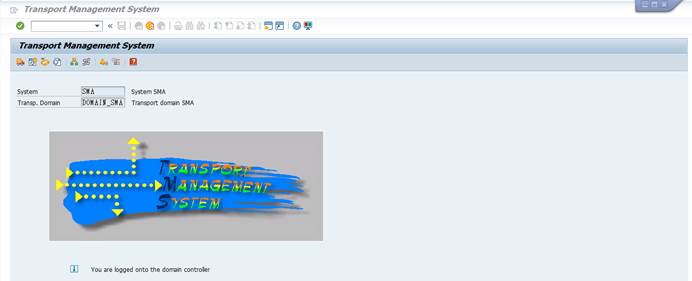 Transport Management System
Transport Management System
System SMA System SMA
Transp. Domain DOMAIN_SMA Transport domain SMA
TRANSPORT
MANAGEMENT
SYSTEM
You are logged onto the domain controller